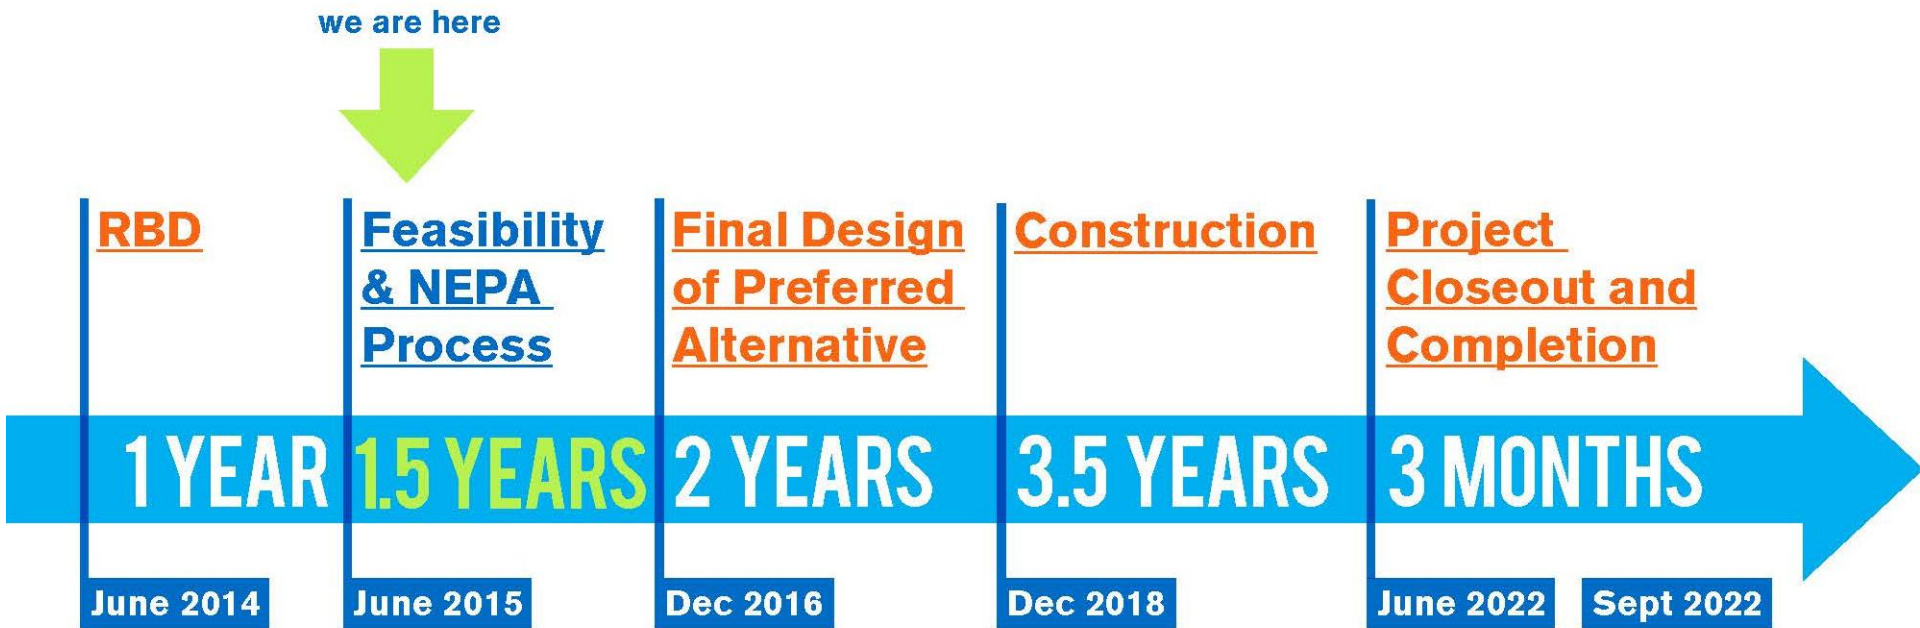 we are here
RBD
Feasibility
& NEPA
Process
Final Design
of Preferred
Alternative
Construction
Project
Closeout and
Completion
1 YEAR
1.5 YEARS
2 YEARS
3.5 YEARS
3 MONTHS
June 2014
June 2015
Dec 2016
Dec 2018
June 2022
Sept 2022